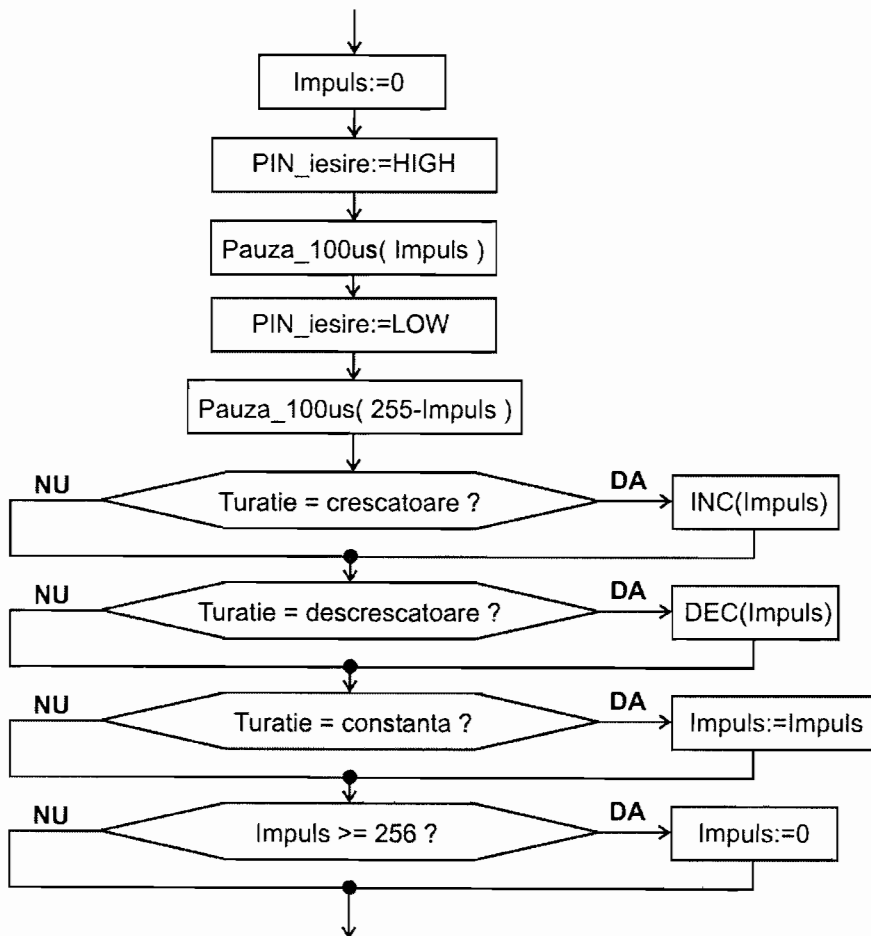 Impuls:=0
PIN_iesire:=HIGH
Pauza_100us( Impuls )
PIN_iesire:=LOW
Pauza_100us( 255-Impuls )
NU
Turatie = crescatoare ?
DA
INC(Impuls)
NU
Turatie = descrescatoare ?
DA
DEC(Impuls)
NU
Turatie = constanta ?
DA
Impuls:=Impuls
NU
Impuls >= 256 ?
DA
Impuls:=0